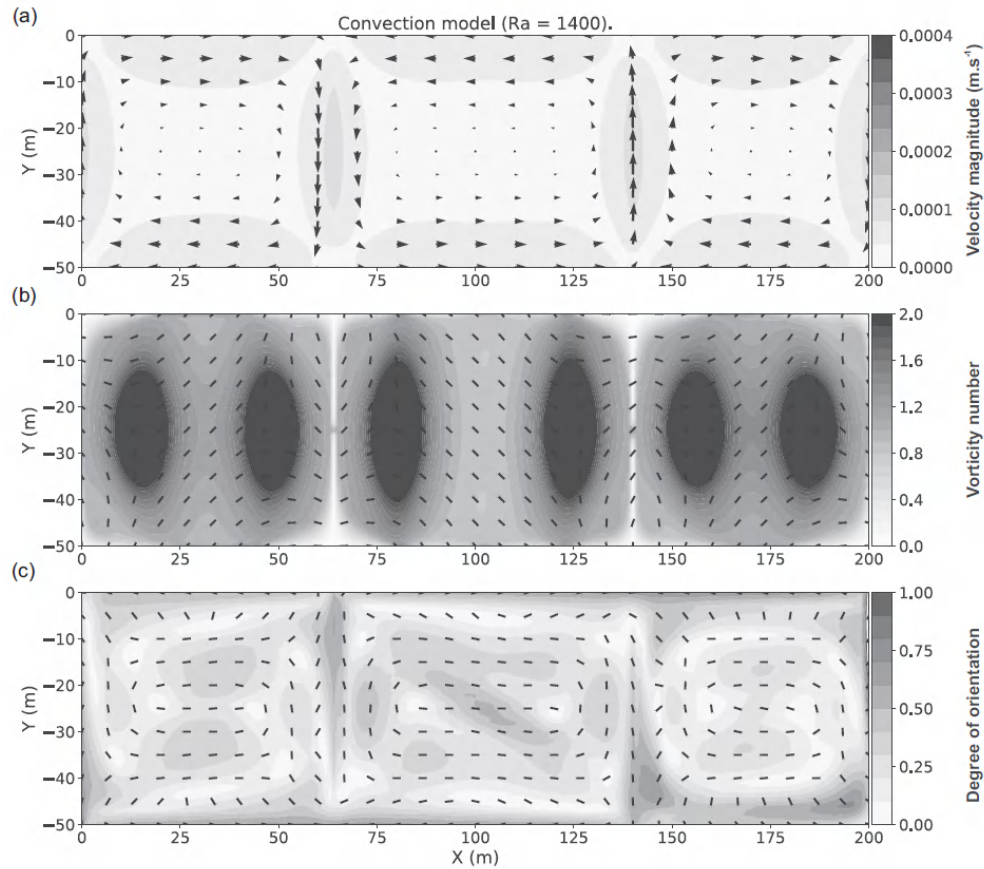 (a)
Convection model (Ra = 1400).
0
−10
−20
−30
−40
−50
Y (m)
0 25 50 75 100 125 150 175 200
0.0004
0.0003
0.0002
0.0001
0.0000
Velocity magnitude (m.s⁻¹)
(b)
0
−10
−20
−30
−40
−50
Y (m)
0 25 50 75 100 125 150 175 200
2.0
1.6
1.2
0.8
0.4
0.0
Vorticity number
(c)
0
−10
−20
−30
−40
−50
Y (m)
0 25 50 75 100 125 150 175 200
X (m)
1.00
0.75
0.50
0.25
0.00
Degree of orientation